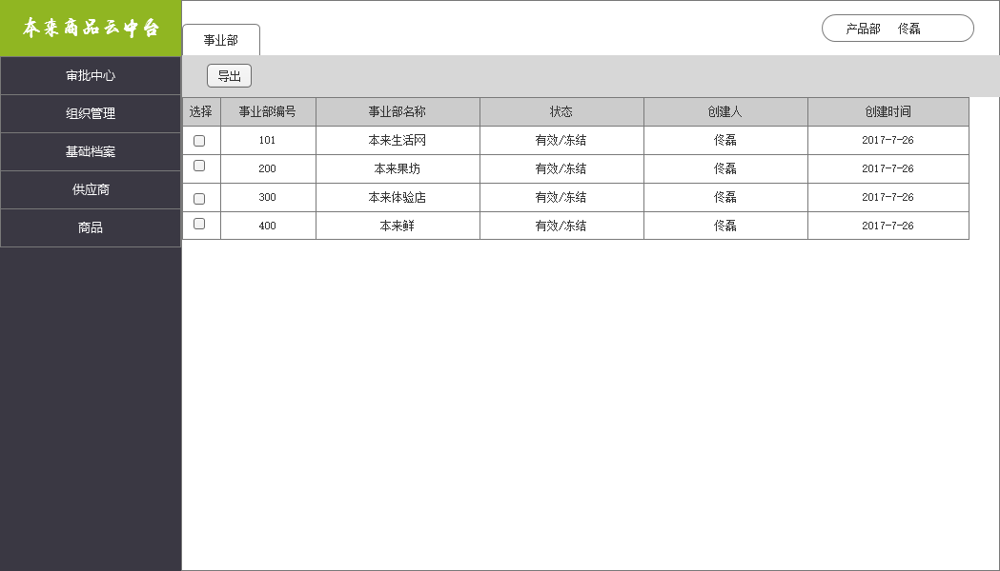 本来商品云中台
审批中心
组织管理
基础档案
供应商
商品
产品部 佟磊
事业部
导出
选择 事业部编号 事业部名称 状态 创建人 创建时间
101 本来生活网 有效/冻结 佟磊 2017-7-26
200 本来果坊 有效/冻结 佟磊 2017-7-26
300 本来体验店 有效/冻结 佟磊 2017-7-26
400 本来鲜 有效/冻结 佟磊 2017-7-26